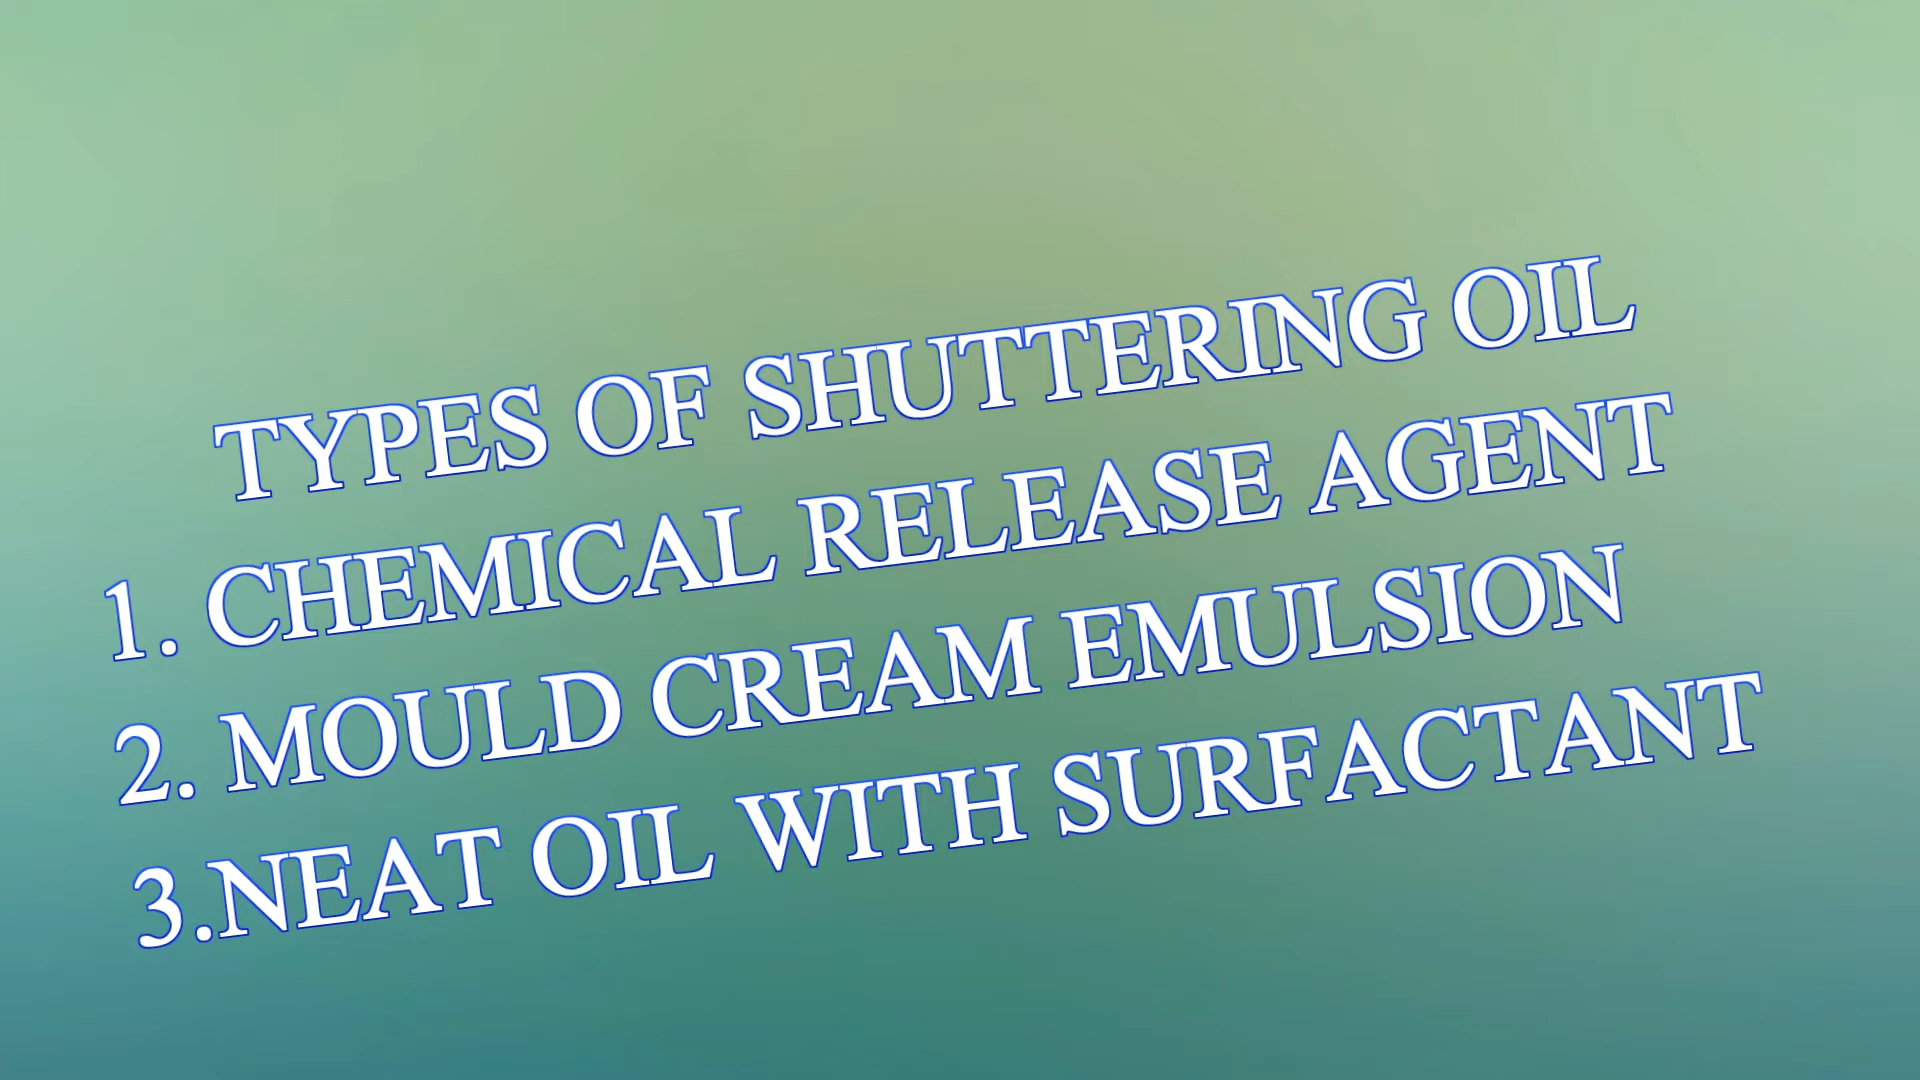 TYPES OF SHUTTERING OIL
1. CHEMICAL RELEASE AGENT
2. MOULD CREAM EMULSION
3.NEAT OIL WITH SURFACTANT